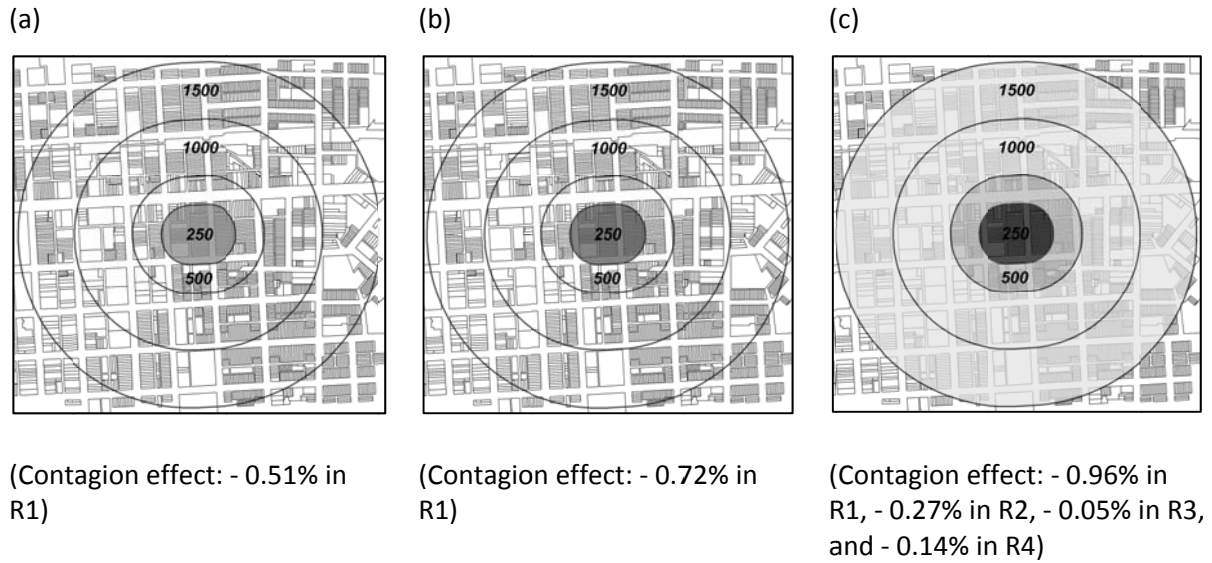 (a)
(b)
(c)
1500
1000
250
500
1500
1000
250
500
1500
1000
250
500
(Contagion effect: - 0.51% in
R1)
(Contagion effect: - 0.72% in
R1)
(Contagion effect: - 0.96% in
R1, - 0.27% in R2, - 0.05% in R3,
and - 0.14% in R4)